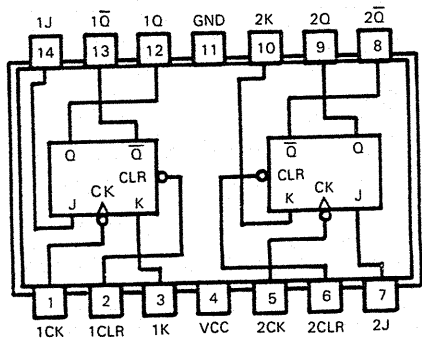 1J 1Q̅ 1Q GND 2K 2Q 2Q̅
14 13 12 11 10 9 8
Q Q̅ Q̅ Q
CLR CLR
CK CK
J K K J
1 2 3 4 5 6 7
1CK 1CLR 1K VCC 2CK 2CLR 2J